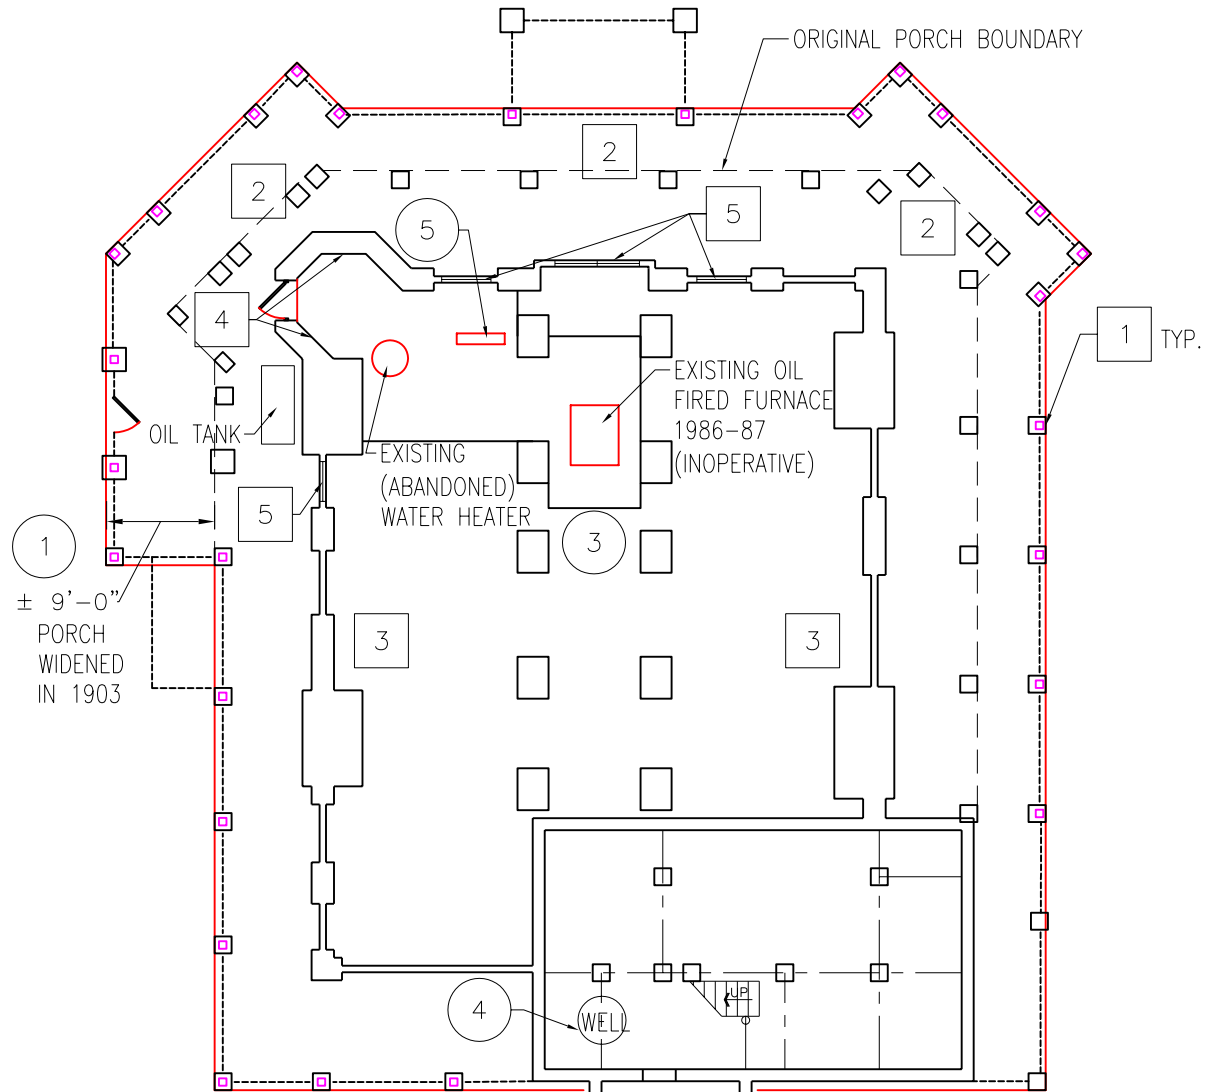 ORIGINAL PORCH BOUNDARY
2
2
5
5
2
4
1 TYP.
EXISTING OIL
FIRED FURNACE
1986-87
(INOPERATIVE)
OIL TANK
EXISTING
(ABANDONED)
WATER HEATER
5
1
3
± 9'-0"
PORCH
WIDENED
IN 1903
3
3
UP
4
WELL